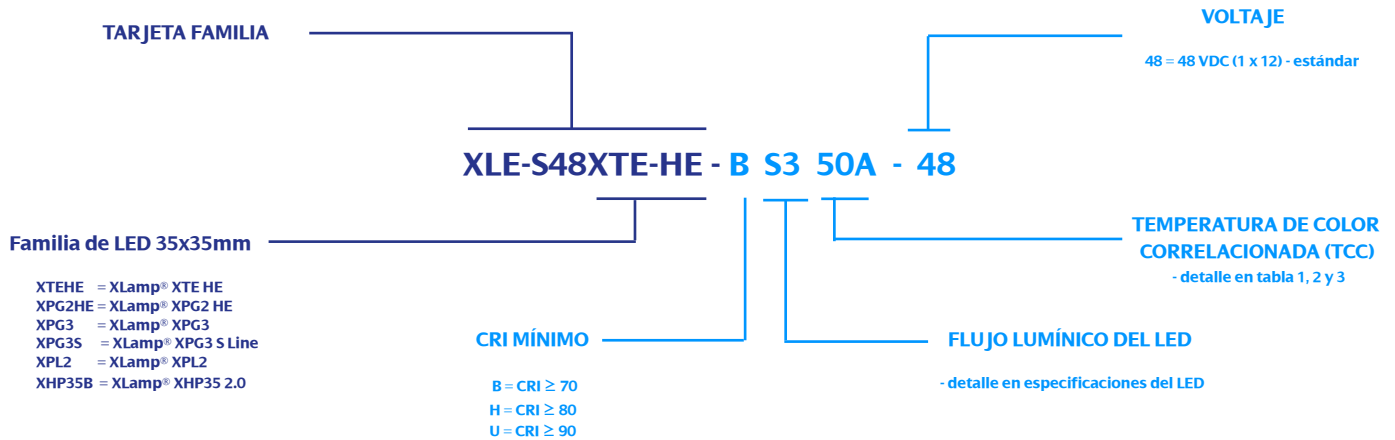 TARJETA FAMILIA
VOLTAJE
48 = 48 VDC (1 x 12) - estándar
XLE-S48XTE-HE - B S3 50A - 48
Familia de LED 35x35mm
XTEHE = XLamp® XTE HE
XPG2HE = XLamp® XPG2 HE
XPG3 = XLamp® XPG3
XPG3S = XLamp® XPG3 S Line
XPL2 = XLamp® XPL2
XHP35B = XLamp® XHP35 2.0
TEMPERATURA DE COLOR
CORRELACIONADA (TCC)
- detalle en tabla 1, 2 y 3
CRI MÍNIMO
B = CRI ≥ 70
H = CRI ≥ 80
U = CRI ≥ 90
FLUJO LUMÍNICO DEL LED
- detalle en especificaciones del LED